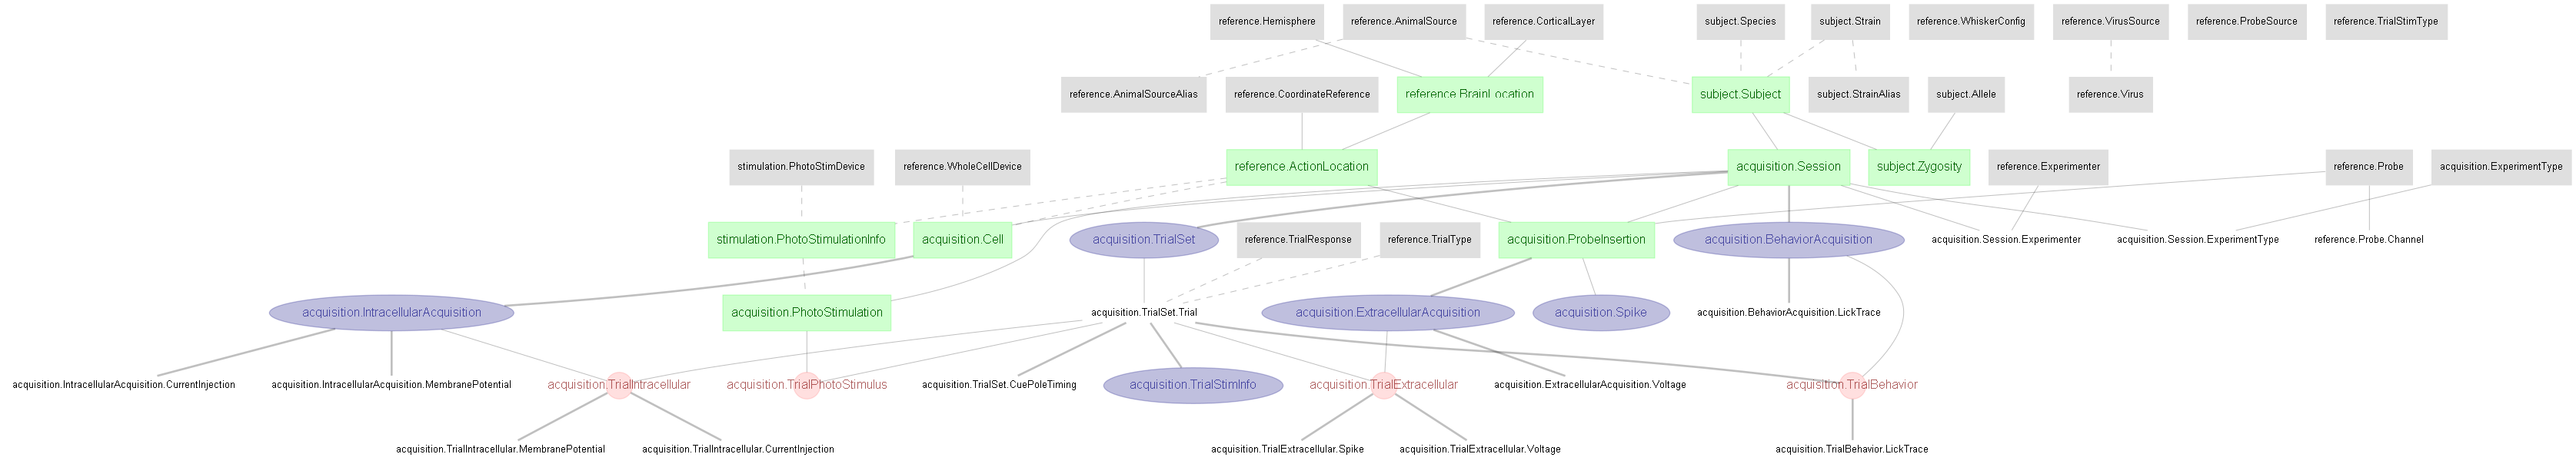 reference.Hemisphere
reference.AnimalSource
reference.CorticalLayer
subject.Species
subject.Strain
reference.WhiskerConfig
reference.VirusSource
reference.ProbeSource
reference.TrialStimType
reference.AnimalSourceAlias
reference.CoordinateReference
reference.BrainLocation
subject.Subject
subject.StrainAlias
subject.Allele
reference.Virus
stimulation.PhotoStimDevice
reference.WholeCellDevice
reference.ActionLocation
acquisition.Session
subject.Zygosity
reference.Experimenter
reference.Probe
acquisition.ExperimentType
stimulation.PhotoStimulationInfo
acquisition.Cell
acquisition.TrialSet
reference.TrialResponse
reference.TrialType
acquisition.ProbeInsertion
acquisition.BehaviorAcquisition
acquisition.Session.Experimenter
acquisition.Session.ExperimentType
reference.Probe.Channel
acquisition.IntracellularAcquisition
acquisition.PhotoStimulation
acquisition.TrialSet.Trial
acquisition.ExtracellularAcquisition
acquisition.Spike
acquisition.BehaviorAcquisition.LickTrace
acquisition.IntracellularAcquisition.CurrentInjection
acquisition.IntracellularAcquisition.MembranePotential
acquisition.TrialIntracellular
acquisition.TrialPhotoStimulus
acquisition.TrialSet.CuePoleTiming
acquisition.TrialStimInfo
acquisition.TrialExtracellular
acquisition.ExtracellularAcquisition.Voltage
acquisition.TrialBehavior
acquisition.TrialIntracellular.MembranePotential
acquisition.TrialIntracellular.CurrentInjection
acquisition.TrialExtracellular.Spike
acquisition.TrialExtracellular.Voltage
acquisition.TrialBehavior.LickTrace